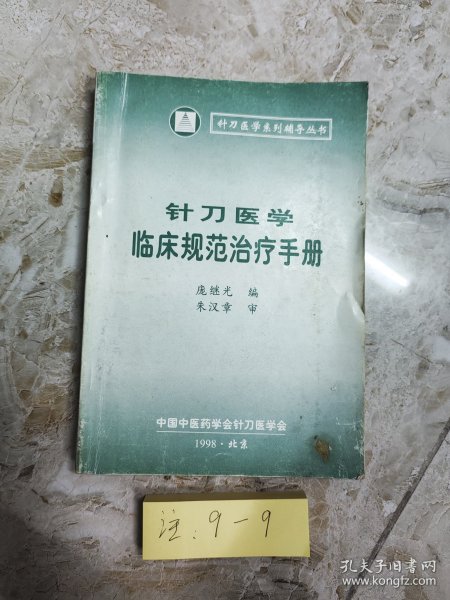 针刀医学系列辅导丛书
针刀医学
临床规范治疗手册
庞继光 编
朱汉章 审
中国中医药学会针刀医学会
1998·北京
注:9-9
孔夫子旧书网
www.kongfz.com